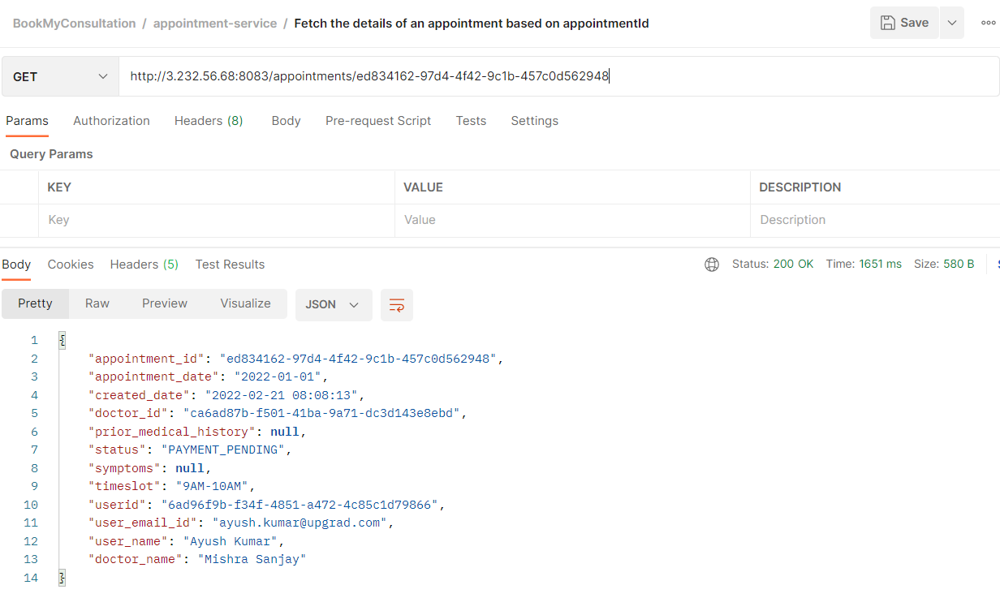 BookMyConsultation / appointment-service / Fetch the details of an appointment based on appointmentId
Save
GET
http://3.232.56.68:8083/appointments/ed834162-97d4-4f42-9c1b-457c0d562948
Params Authorization Headers (8) Body Pre-request Script Tests Settings
Query Params
KEY VALUE DESCRIPTION
Key Value Description
Body Cookies Headers (5) Test Results Status: 200 OK Time: 1651 ms Size: 580 B
Pretty Raw Preview Visualize JSON
1 {
2 "appointment_id": "ed834162-97d4-4f42-9c1b-457c0d562948",
3 "appointment_date": "2022-01-01",
4 "created_date": "2022-02-21 08:08:13",
5 "doctor_id": "ca6ad87b-f501-41ba-9a71-dc3d143e8ebd",
6 "prior_medical_history": null,
7 "status": "PAYMENT_PENDING",
8 "symptoms": null,
9 "timeslot": "9AM-10AM",
10 "userid": "6ad96f9b-f34f-4851-a472-4c85c1d79866",
11 "user_email_id": "ayush.kumar@upgrad.com",
12 "user_name": "Ayush Kumar",
13 "doctor_name": "Mishra Sanjay"
14 }